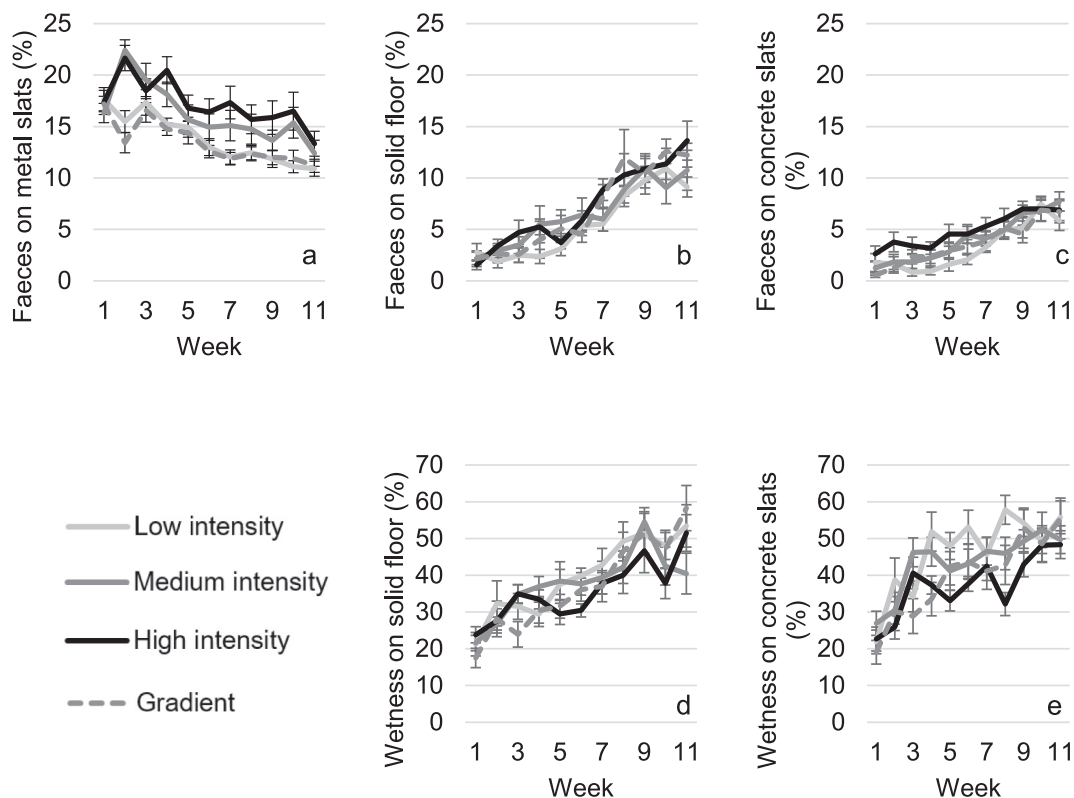 Faeces on metal slats (%)
25
20
15
10
5
0
1 3 5 7 9 11
Week
a
Faeces on solid floor (%)
25
20
15
10
5
0
1 3 5 7 9 11
Week
b
Faeces on concrete slats
(%)
25
20
15
10
5
0
1 3 5 7 9 11
Week
c
Low intensity
Medium intensity
High intensity
Gradient
Wetness on solid floor (%)
70
60
50
40
30
20
10
0
1 3 5 7 9 11
Week
d
Wetness on concrete slats
(%)
70
60
50
40
30
20
10
0
1 3 5 7 9 11
Week
e